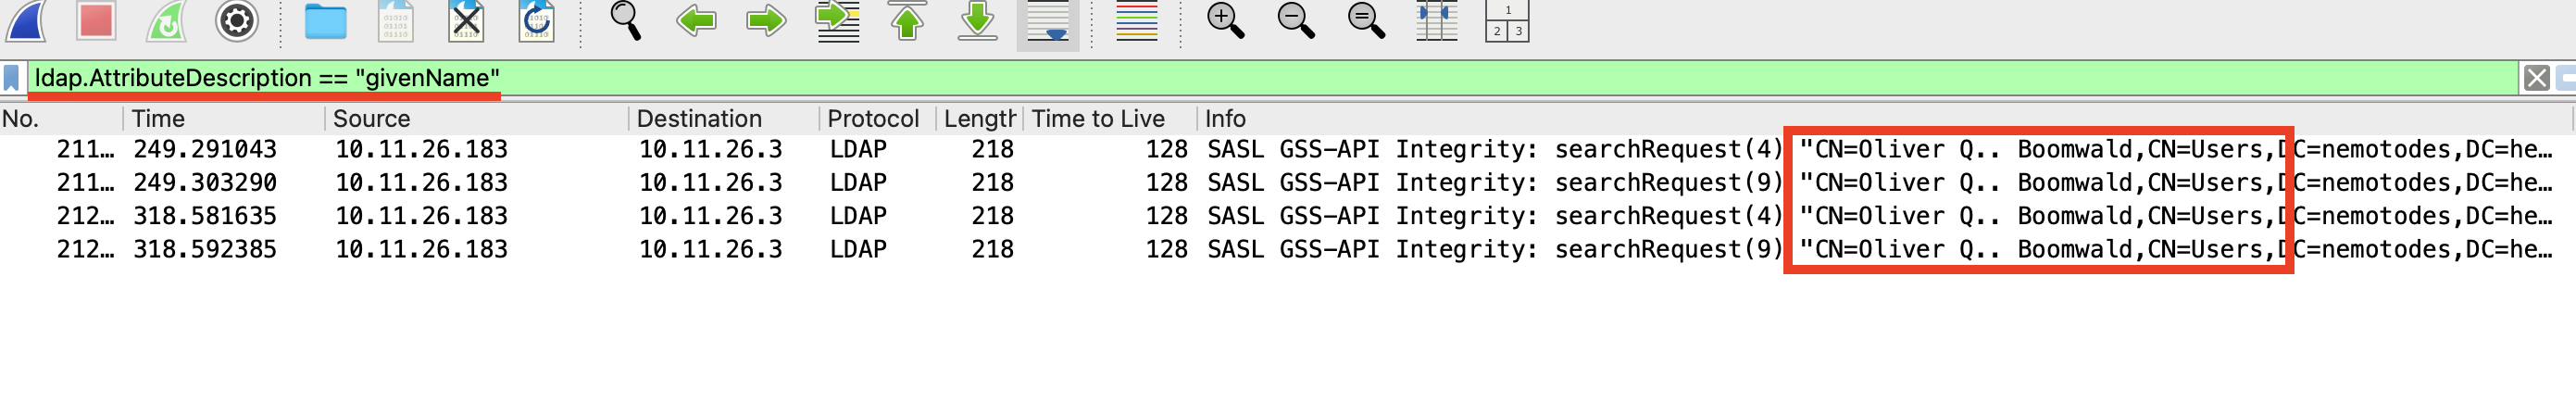 1
2 3
ldap.AttributeDescription == "givenName"
No. Time Source Destination Protocol Length Time to Live Info
211… 249.291043 10.11.26.183 10.11.26.3 LDAP 218 128 SASL GSS-API Integrity: searchRequest(4) "CN=Oliver Q.. Boomwald,CN=Users,DC=nemotodes,DC=he…
211… 249.303290 10.11.26.183 10.11.26.3 LDAP 218 128 SASL GSS-API Integrity: searchRequest(9) "CN=Oliver Q.. Boomwald,CN=Users,DC=nemotodes,DC=he…
212… 318.581635 10.11.26.183 10.11.26.3 LDAP 218 128 SASL GSS-API Integrity: searchRequest(4) "CN=Oliver Q.. Boomwald,CN=Users,DC=nemotodes,DC=he…
212… 318.592385 10.11.26.183 10.11.26.3 LDAP 218 128 SASL GSS-API Integrity: searchRequest(9) "CN=Oliver Q.. Boomwald,CN=Users,DC=nemotodes,DC=he…